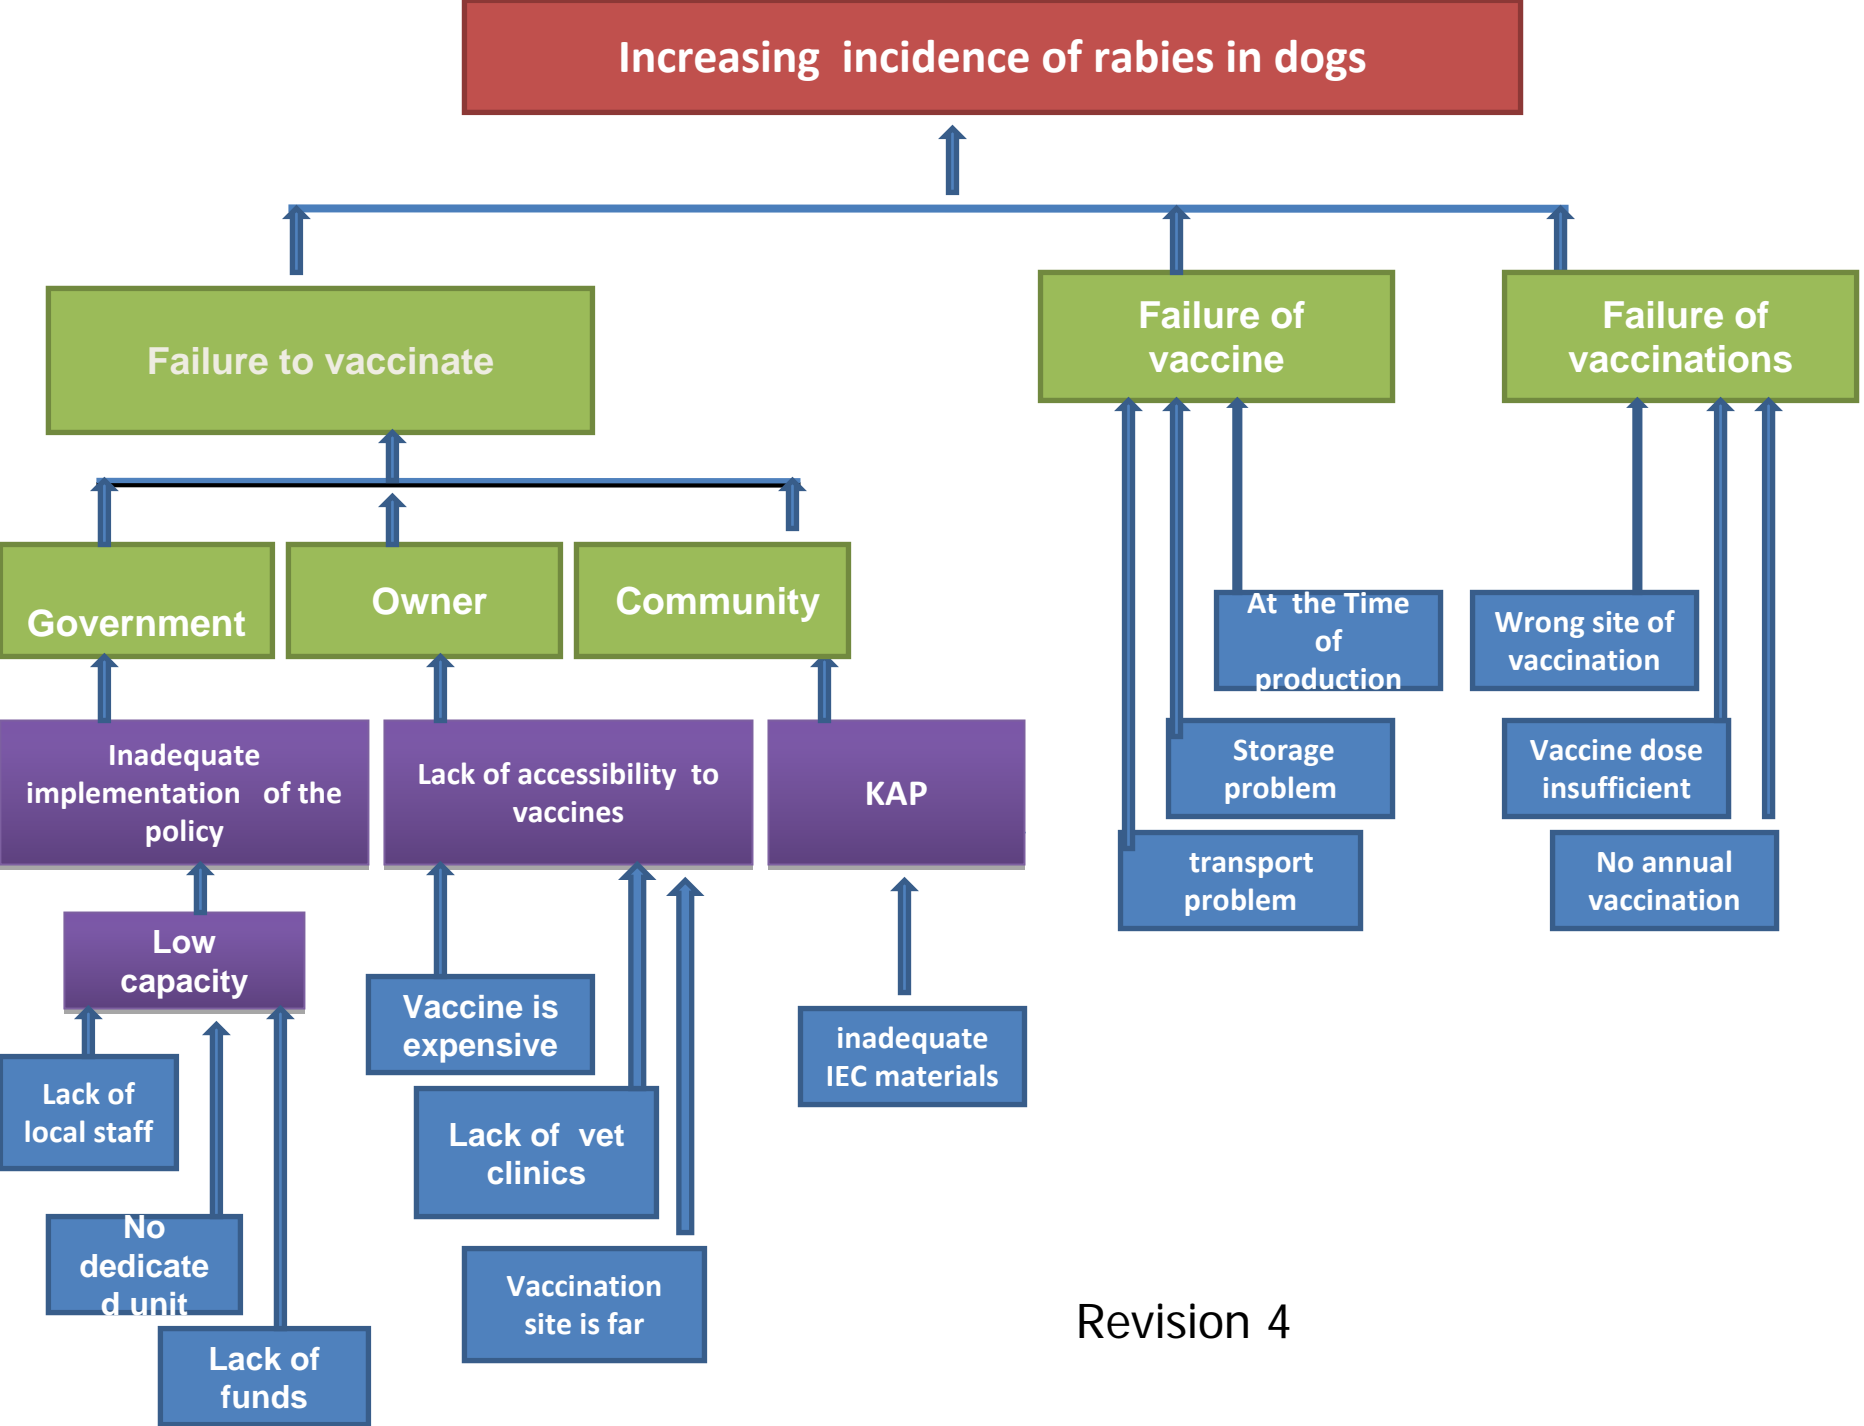 Increasing incidence of rabies in dogs
Failure to vaccinate
Failure of
vaccine
Failure of
vaccinations
Government
Owner
Community
At the Time
of
production
Wrong site of
vaccination
Inadequate
implementation of the
policy
Lack of accessibility to
vaccines
KAP
Storage
problem
Vaccine dose
insufficient
transport
problem
No annual
vaccination
Low
capacity
Vaccine is
expensive
inadequate
IEC materials
Lack of
local staff
Lack of vet
clinics
No
dedicate
d unit
Vaccination
site is far
Lack of
funds
Revision 4